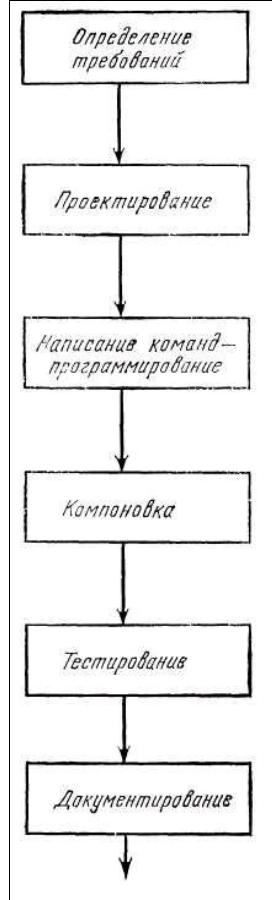 Определение
требований
Проектирование
Написание команд—
программирование
Компоновка
Тестирование
Документирование